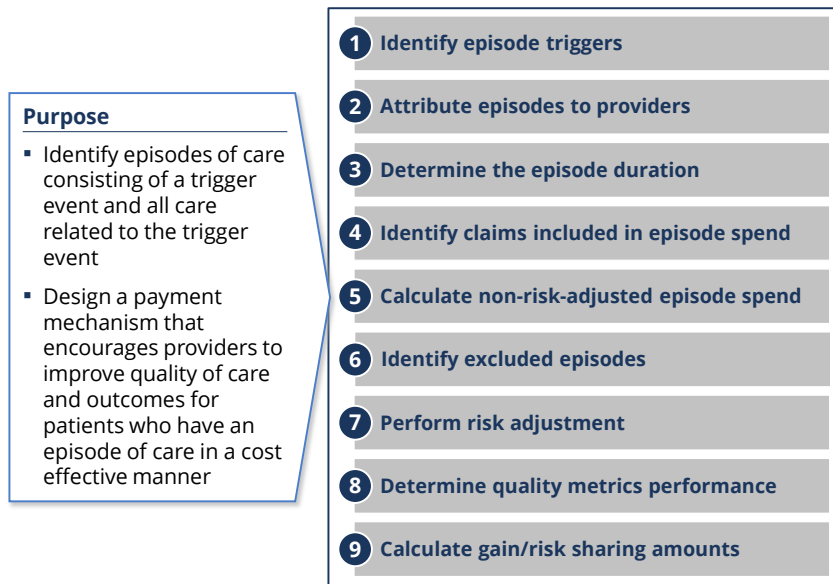 Purpose
▪ Identify episodes of care
consisting of a trigger
event and all care
related to the trigger
event
▪ Design a payment
mechanism that
encourages providers to
improve quality of care
and outcomes for
patients who have an
episode of care in a cost
effective manner
1 Identify episode triggers
2 Attribute episodes to providers
3 Determine the episode duration
4 Identify claims included in episode spend
5 Calculate non-risk-adjusted episode spend
6 Identify excluded episodes
7 Perform risk adjustment
8 Determine quality metrics performance
9 Calculate gain/risk sharing amounts